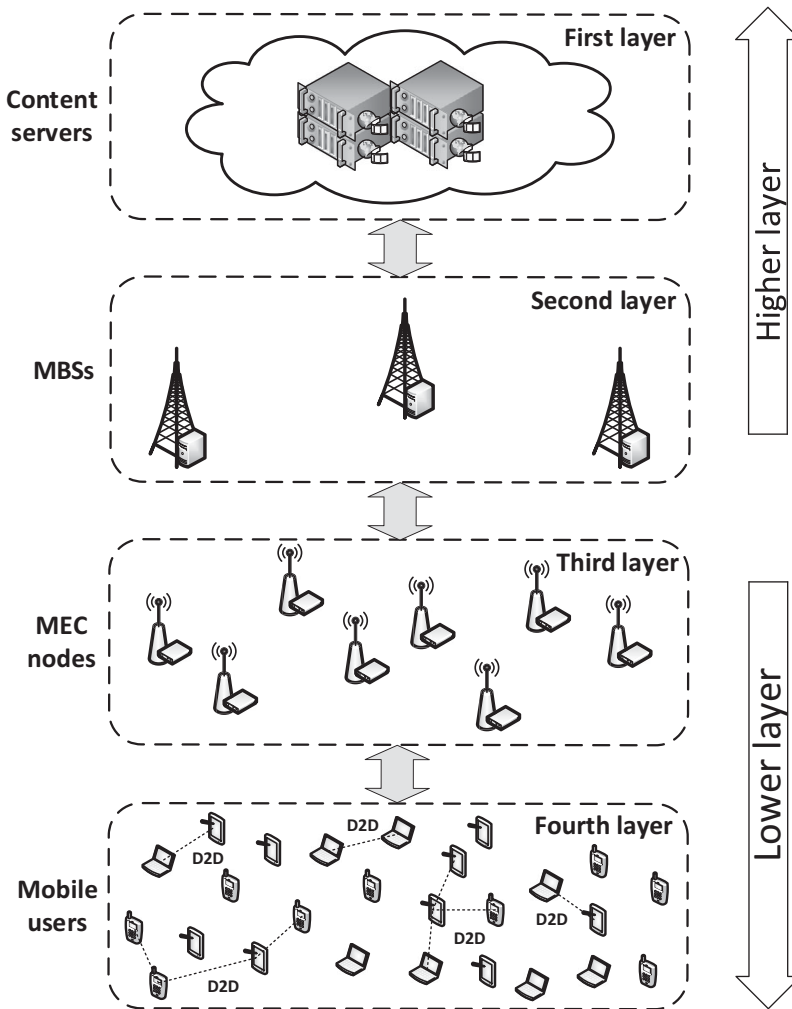 First layer
Content
servers
Higher layer
Second layer
MBSs
Third layer
MEC
nodes
Lower layer
Fourth layer
D2D
D2D
Mobile
users
D2D
D2D
D2D